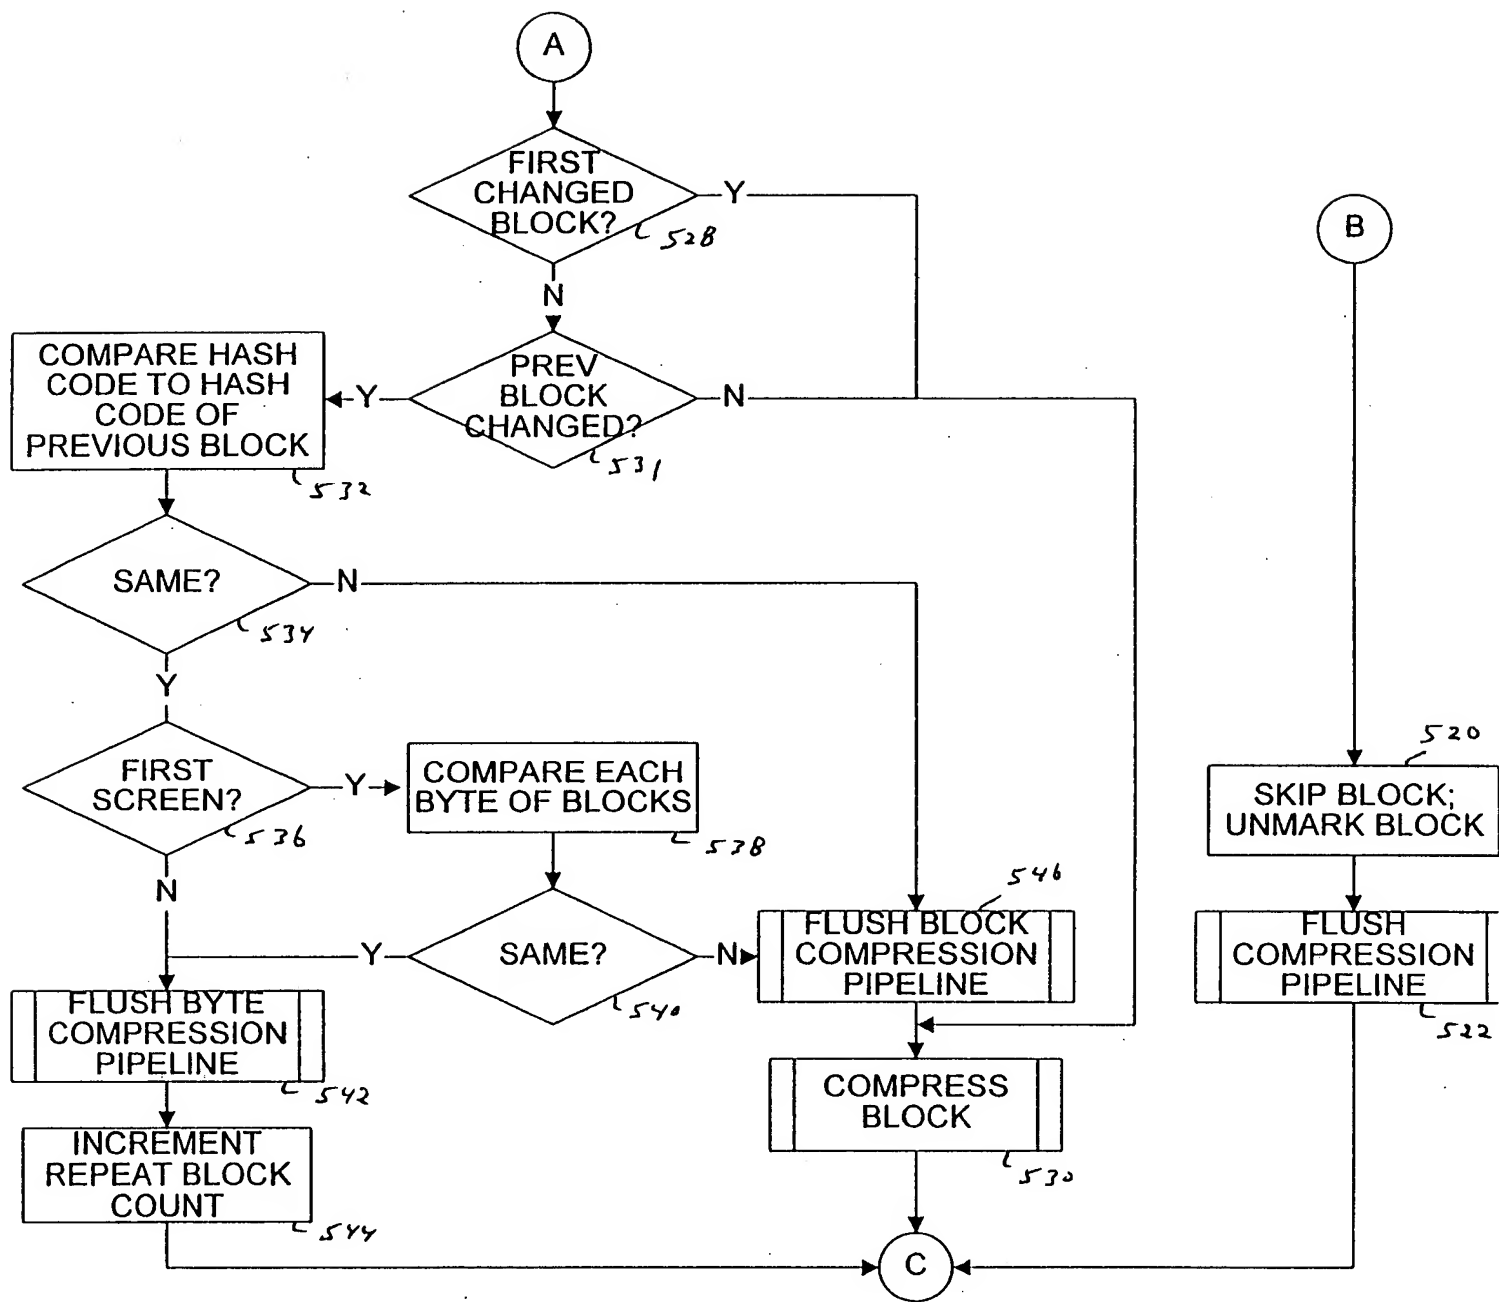 A
FIRST
CHANGED
BLOCK?
Y
528
B
N
COMPARE HASH
CODE TO HASH
CODE OF
PREVIOUS BLOCK
532
Y
PREV
BLOCK
CHANGED?
N
531
SAME?
N
534
Y
FIRST
SCREEN?
Y
536
COMPARE EACH
BYTE OF BLOCKS
538
520
SKIP BLOCK;
UNMARK BLOCK
N
Y
SAME?
N
540
546
FLUSH BLOCK
COMPRESSION
PIPELINE
FLUSH
COMPRESSION
PIPELINE
522
FLUSH BYTE
COMPRESSION
PIPELINE
542
COMPRESS
BLOCK
530
INCREMENT
REPEAT BLOCK
COUNT
544
C